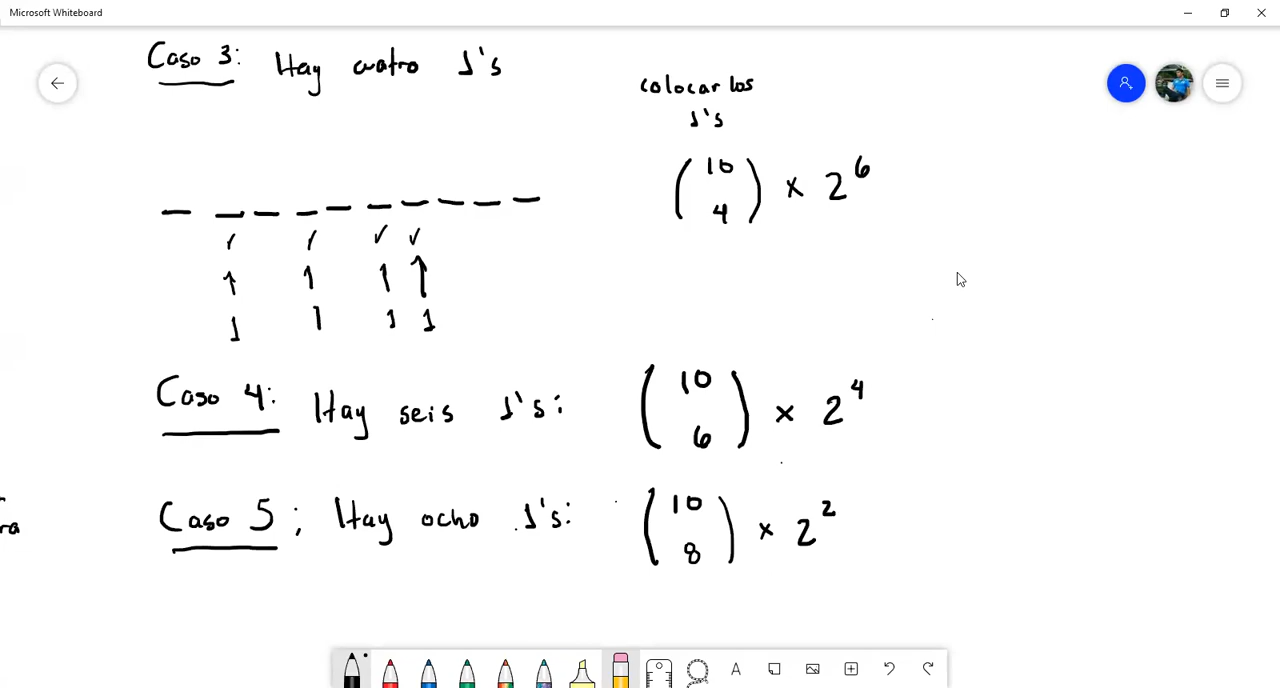 Microsoft Whiteboard
Caso 3: Hay cuatro 1's
colocar los
1's
(10 4) × 2^6
1 1 1 1
Caso 4: Hay seis 1's: (10 6) × 2^4
ra
Caso 5; Hay ocho 1's: (10 8) × 2^2
A